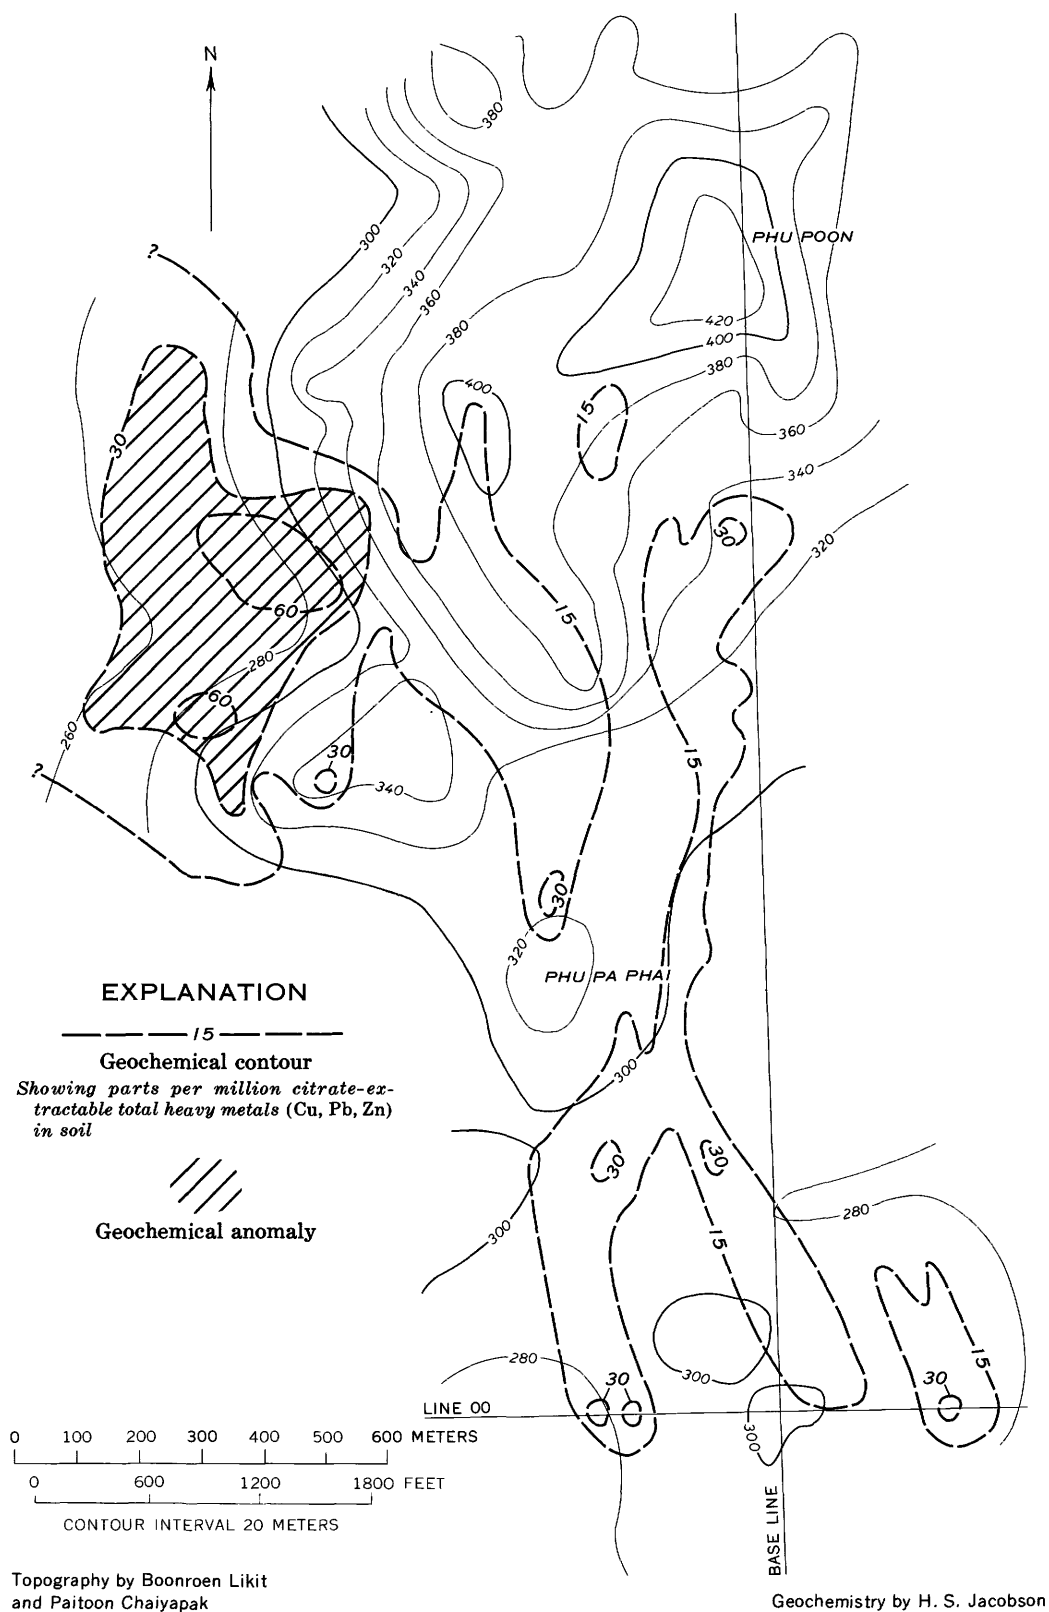 N
380
300
320
340
360
380
PHU POON
420
400
380
360
340
320
400
15
30
?
30
60
280
60
260
?
15
30
340
15
30
320
PHU PA PHA
300
EXPLANATION
15
Geochemical contour
Showing parts per million citrate-ex-
tractable total heavy metals (Cu, Pb, Zn)
in soil
Geochemical anomaly
30
30
300
15
280
280
300
15
30
30
LINE 00
300
BASE LINE
0 100 200 300 400 500 600 METERS
0 600 1200 1800 FEET
CONTOUR INTERVAL 20 METERS
Topography by Boonroen Likit
and Paitoon Chaiyapak
Geochemistry by H. S. Jacobson